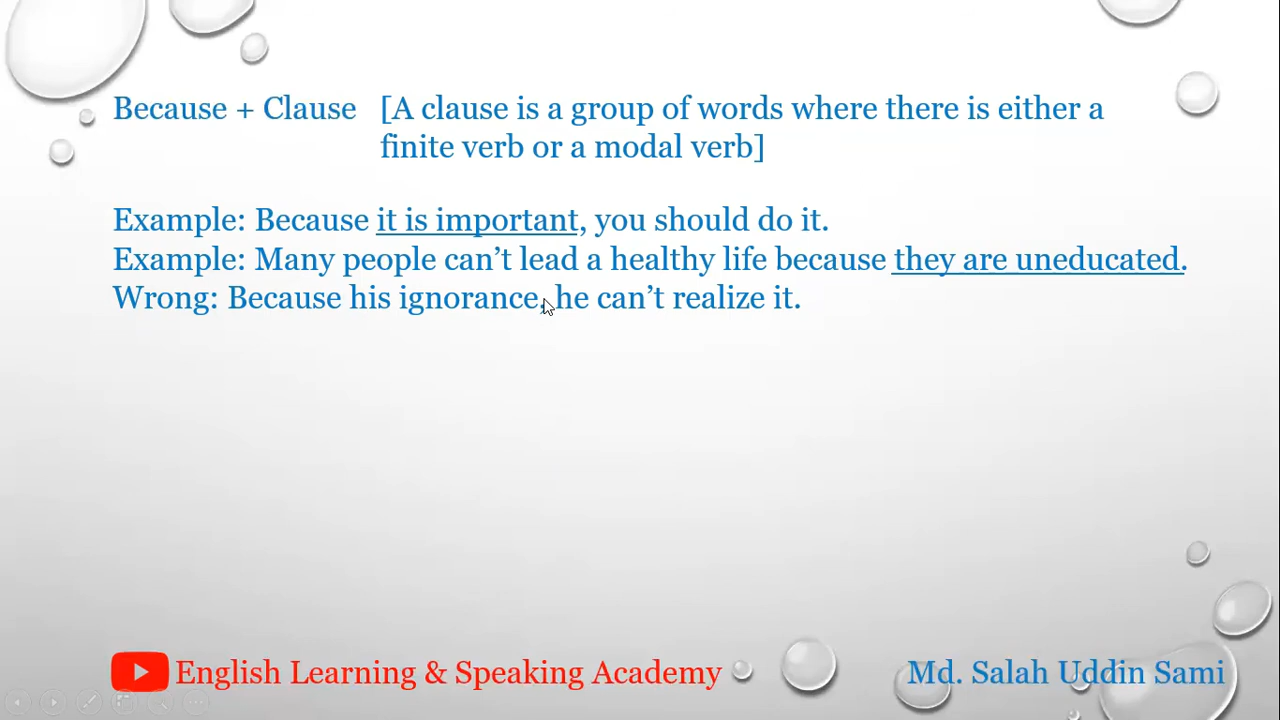 Because + Clause [A clause is a group of words where there is either a
finite verb or a modal verb]
Example: Because it is important, you should do it.
Example: Many people can’t lead a healthy life because they are uneducated.
Wrong: Because his ignorance, he can’t realize it.
English Learning & Speaking Academy
Md. Salah Uddin Sami